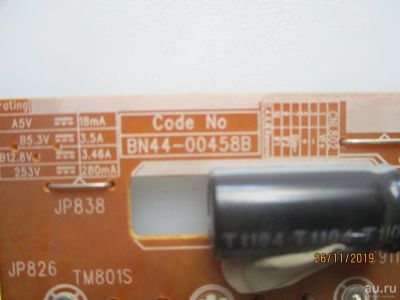 rating
A5V 18mA
B5.3V 3.5A
B12.8V 3.46A
253V 280mA
Code No
BN44-00458B
JP838
JP826
TM801S
T1104 T1104
26/11/2019
au.ru